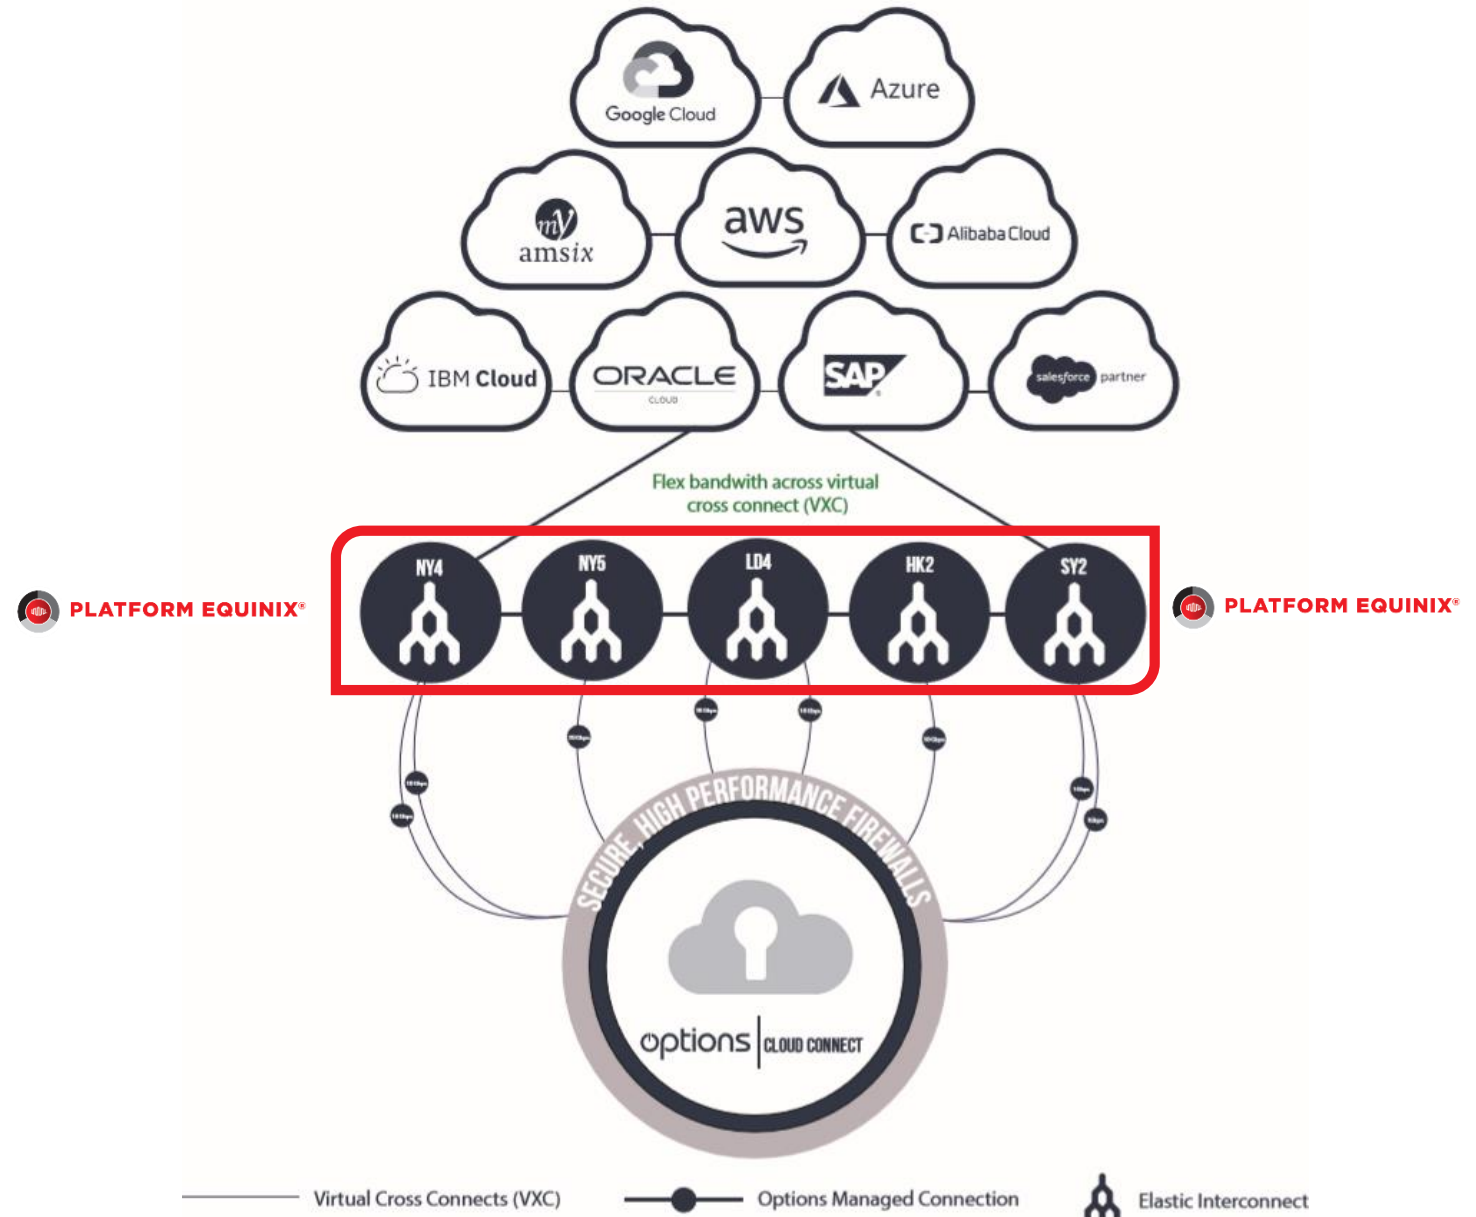 Google Cloud
Azure
my
amsix
aws
Alibaba Cloud
IBM Cloud
ORACLE
CLOUD
SAP
®
salesforce partner
Flex bandwith across virtual
cross connect (VXC)
NY4
NY5
LD4
HK2
SY2
PLATFORM EQUINIX®
PLATFORM EQUINIX®
SECURE, HIGH PERFORMANCE FIREWALLS
options | CLOUD CONNECT
Virtual Cross Connects (VXC)
Options Managed Connection
Elastic Interconnect